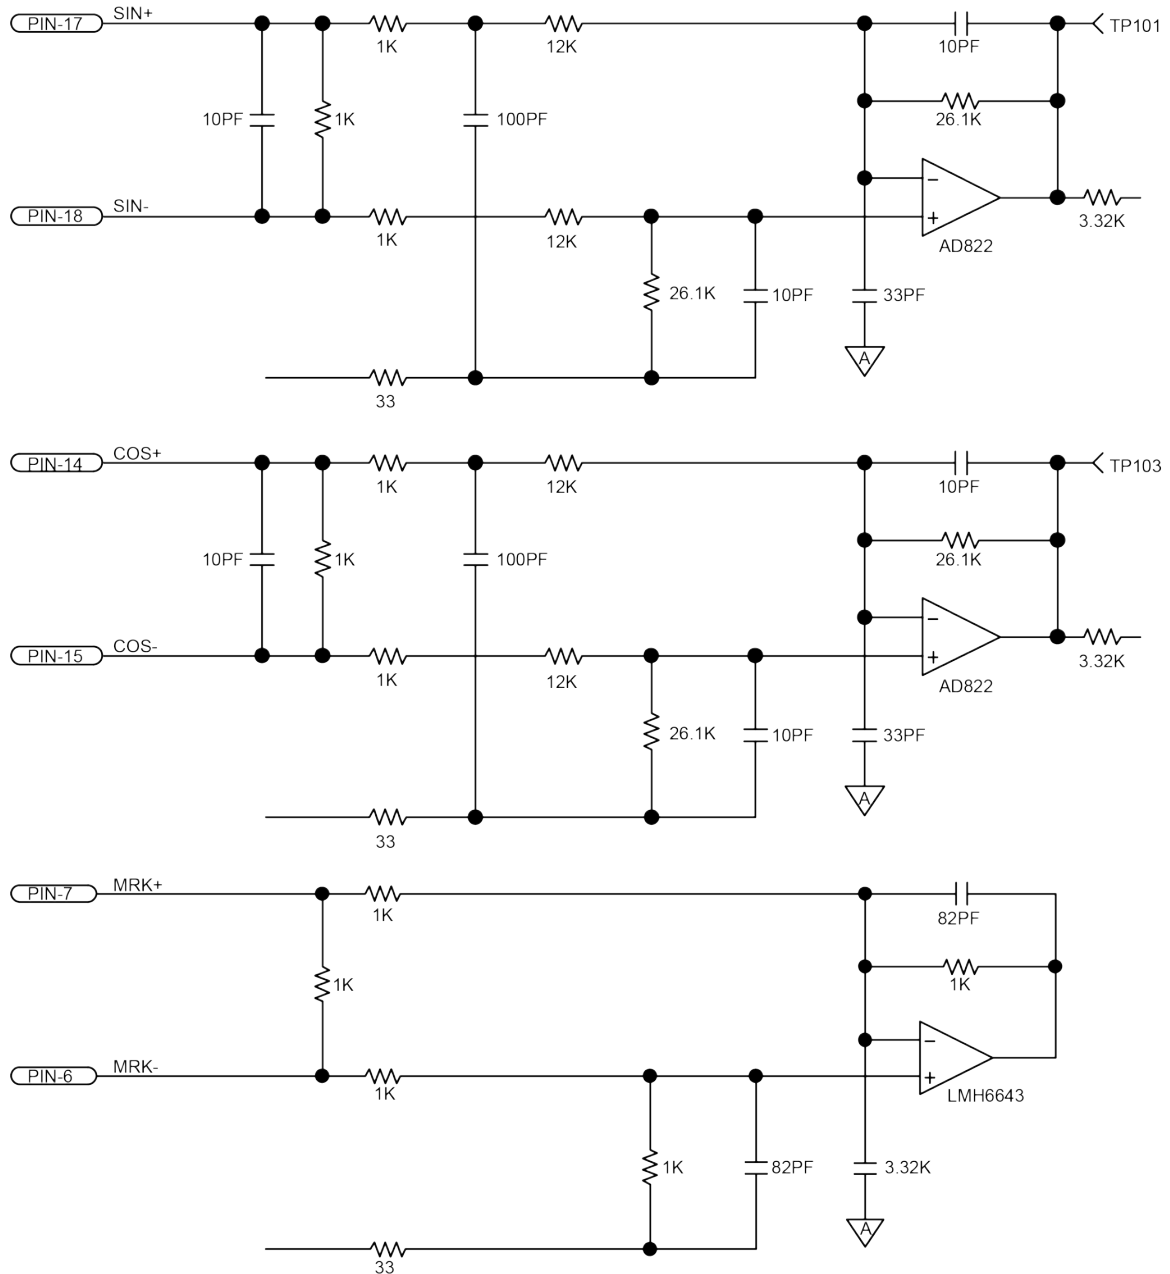 PIN-17 SIN+ 1K 12K 10PF TP101
26.1K
10PF 1K 100PF
PIN-18 SIN- 1K 12K − + AD822 3.32K
26.1K 10PF 33PF
A
33
PIN-14 COS+ 1K 12K 10PF TP103
26.1K
10PF 1K 100PF
PIN-15 COS- 1K 12K − + AD822 3.32K
26.1K 10PF 33PF
A
33
PIN-7 MRK+ 1K 82PF
1K 1K
PIN-6 MRK- 1K − + LMH6643
1K 82PF 3.32K
A
33